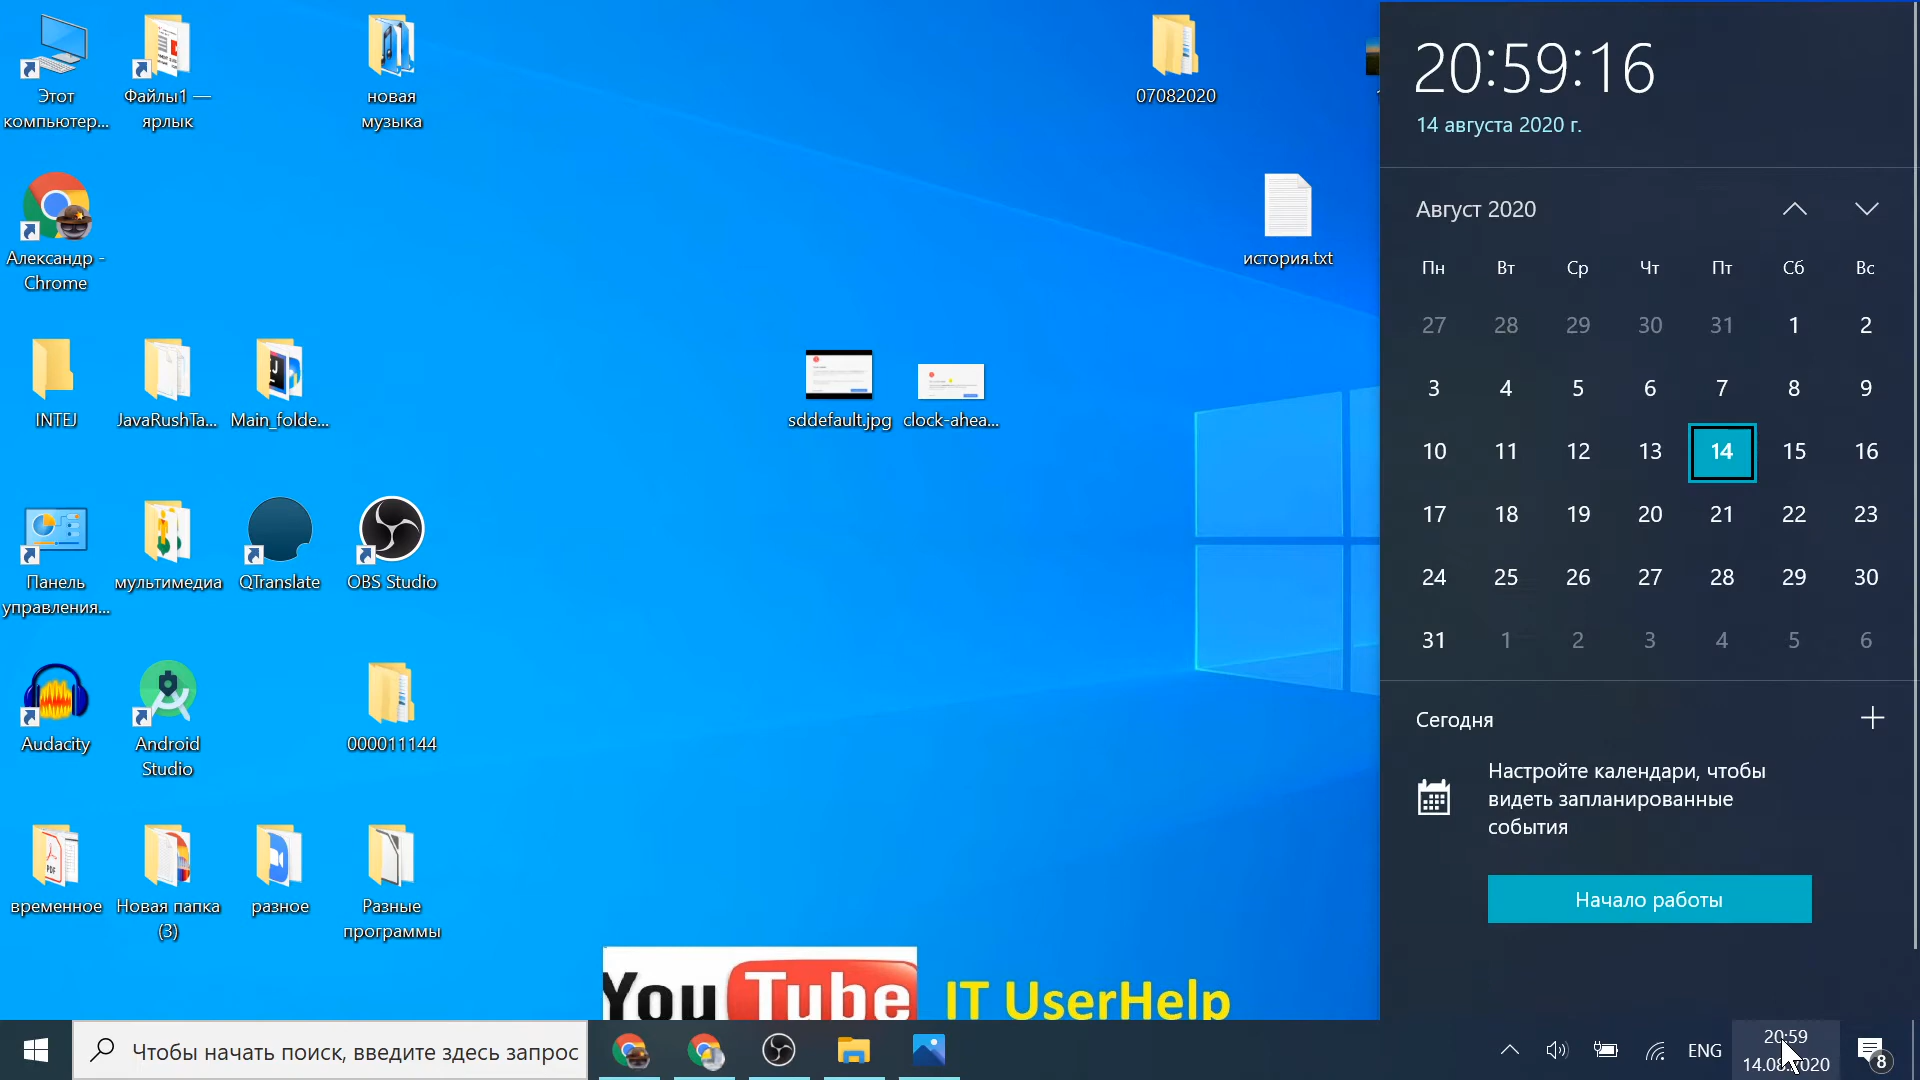 Этот
компьютер...
Файлы1 —
ярлык
новая
музыка
07082020
Александр -
Chrome
история.txt
INTEJ
JavaRushTa...
Main_folde...
sddefault.jpg
clock-ahea...
Панель
управления...
мультимедиа
QTranslate
OBS Studio
Audacity
Android
Studio
000011144
временное
Новая папка
(3)
разное
Разные
программы
YouTube
IT UserHelp
20:59:16
14 августа 2020 г.
Август 2020
Пн Вт Ср Чт Пт Сб Вс
27 28 29 30 31 1 2
3 4 5 6 7 8 9
10 11 12 13 14 15 16
17 18 19 20 21 22 23
24 25 26 27 28 29 30
31 1 2 3 4 5 6
Сегодня
Настройте календари, чтобы
видеть запланированные
события
Начало работы
Чтобы начать поиск, введите здесь запрос
ENG
20:59
14.08.2020
8